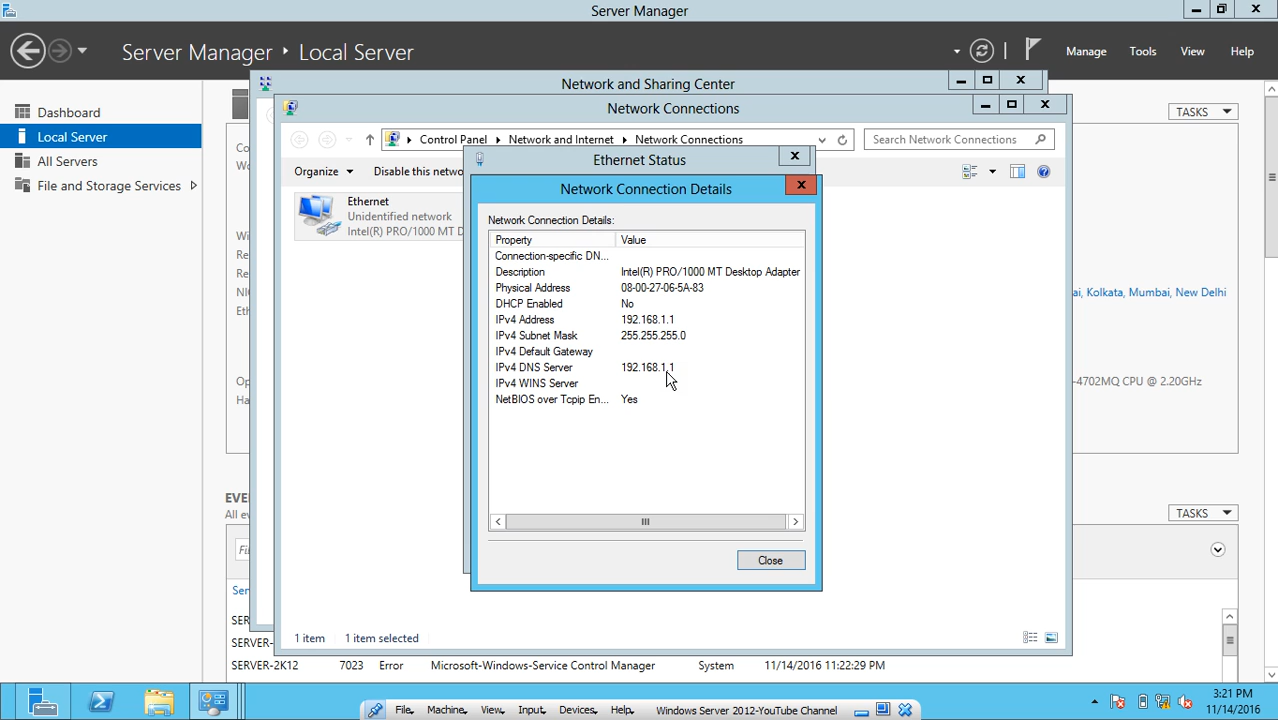 Server Manager
Server Manager ▸ Local Server
Manage Tools View Help
Network and Sharing Center
Network Connections
Dashboard
Local Server
All Servers
File and Storage Services
TASKS
Control Panel ▸ Network and Internet ▸ Network Connections
Search Network Connections
Ethernet Status
Organize
Disable this netwo
Network Connection Details
Ethernet
Unidentified network
Intel(R) PRO/1000 MT D
Network Connection Details:
Property Value
Connection-specific DN...
Description Intel(R) PRO/1000 MT Desktop Adapter
Physical Address 08-00-27-06-5A-83
DHCP Enabled No
IPv4 Address 192.168.1.1
IPv4 Subnet Mask 255.255.255.0
IPv4 Default Gateway
IPv4 DNS Server 192.168.1.1
IPv4 WINS Server
NetBIOS over Tcpip En... Yes
Close
ai, Kolkata, Mumbai, New Delhi
-4702MQ CPU @ 2.20GHz
EVE
All ev
TASKS
Ser
1 item 1 item selected
SERVER-2K12 7023 Error Microsoft-Windows-Service Control Manager System 11/14/2016 11:22:29 PM
File Machine View Input Devices Help Windows Server 2012-YouTube Channel
3:21 PM
11/14/2016